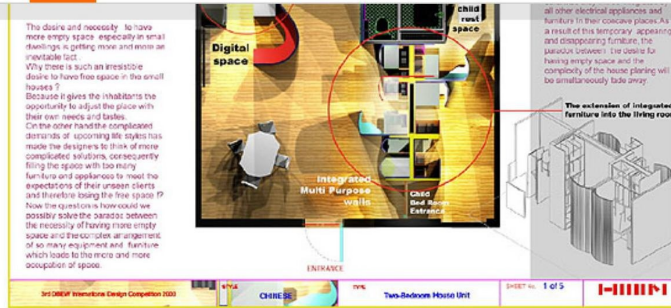 The desire and necessity to have
more empty space especially in small
dwellings is getting more and more an
inevitable fact .
Why there is such an irresistible
desire to have free space in the small
houses ?
Because it gives the inhabitants the
opportunity to adjust the place with
their own needs and tastes.
On the other hand the complicated
demands of upcoming life styles has
made the designers to think of more
complicated solutions, consequently
filling the space with too many
furniture and appliances to meet the
expectations of their unseen clients
and therefore losing the free space !?
Now the question is how could we
possibly solve the paradox between
the necessity of having more empty
space and the complex arrangement
of so many equipment and furniture
which leads to the more and more
occupation of space.
Digital
space
child
rest
space
Integrated
Multi Purpose
walls
Child
Bed Room
Entrance
ENTRANCE
all other electrical appliances and
furniture in their concave places. As
a result of this temporary appearing
and disappearing furniture, the
paradox between the desire for
having empty space and the
complexity of the house planing will
be simultaneously fade away.
The extension of integrated
furniture into the living room
3rd International Design Competition 2000
STYLE
CHINESE
TYPE
Two-Bedroom House Unit
SHEET No. 1 of 5